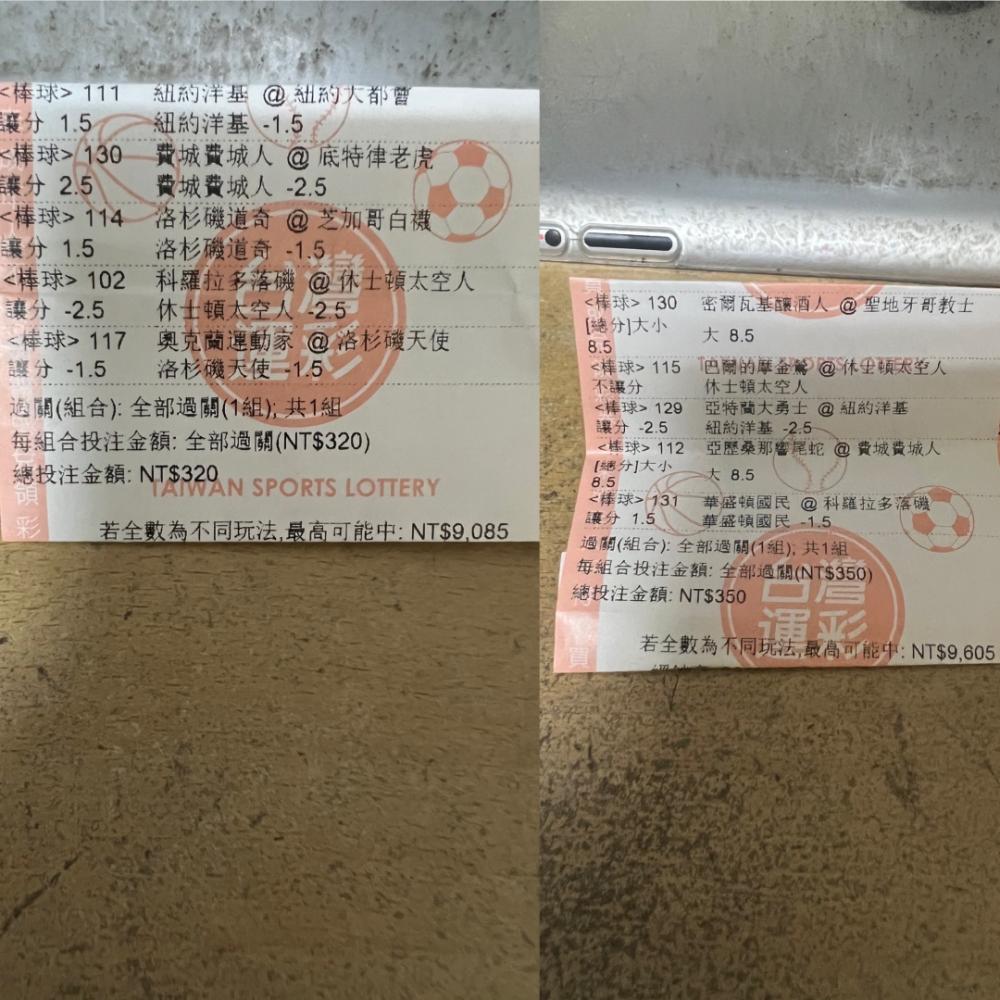 <棒球> 111 紐約洋基 @ 紐約大都會
讓分 1.5 紐約洋基 -1.5
<棒球> 130 費城費城人 @ 底特律老虎
讓分 2.5 費城費城人 -2.5
<棒球> 114 洛杉磯道奇 @ 芝加哥白襪
讓分 1.5 洛杉磯道奇 -1.5
<棒球> 102 科羅拉多落磯 @ 休士頓太空人
讓分 -2.5 休士頓太空人 -2.5
<棒球> 117 奧克蘭運動家 @ 洛杉磯天使
讓分 -1.5 洛杉磯天使 -1.5
過關(組合): 全部過關(1組); 共1組
每組合投注金額: 全部過關(NT$320)
總投注金額: NT$320
TAIWAN SPORTS LOTTERY
若全數為不同玩法,最高可能中: NT$9,085
台灣運彩
領彩
<棒球> 130 密爾瓦基釀酒人 @ 聖地牙哥教士
[總分]大小 大 8.5
8.5
TAIWAN SPORTS LOTTERY
<棒球> 115 巴爾的摩金鶯 @ 休士頓太空人
不讓分 休士頓太空人
<棒球> 129 亞特蘭大勇士 @ 紐約洋基
讓分 -2.5 紐約洋基 -2.5
<棒球> 112 亞歷桑那響尾蛇 @ 費城費城人
[總分]大小 大 8.5
8.5
<棒球> 131 華盛頓國民 @ 科羅拉多落磯
讓分 1.5 華盛頓國民 -1.5
過關(組合): 全部過關(1組); 共1組
每組合投注金額: 全部過關(NT$350)
總投注金額: NT$350
台灣運彩
買
若全數為不同玩法,最高可能中: NT$9,605